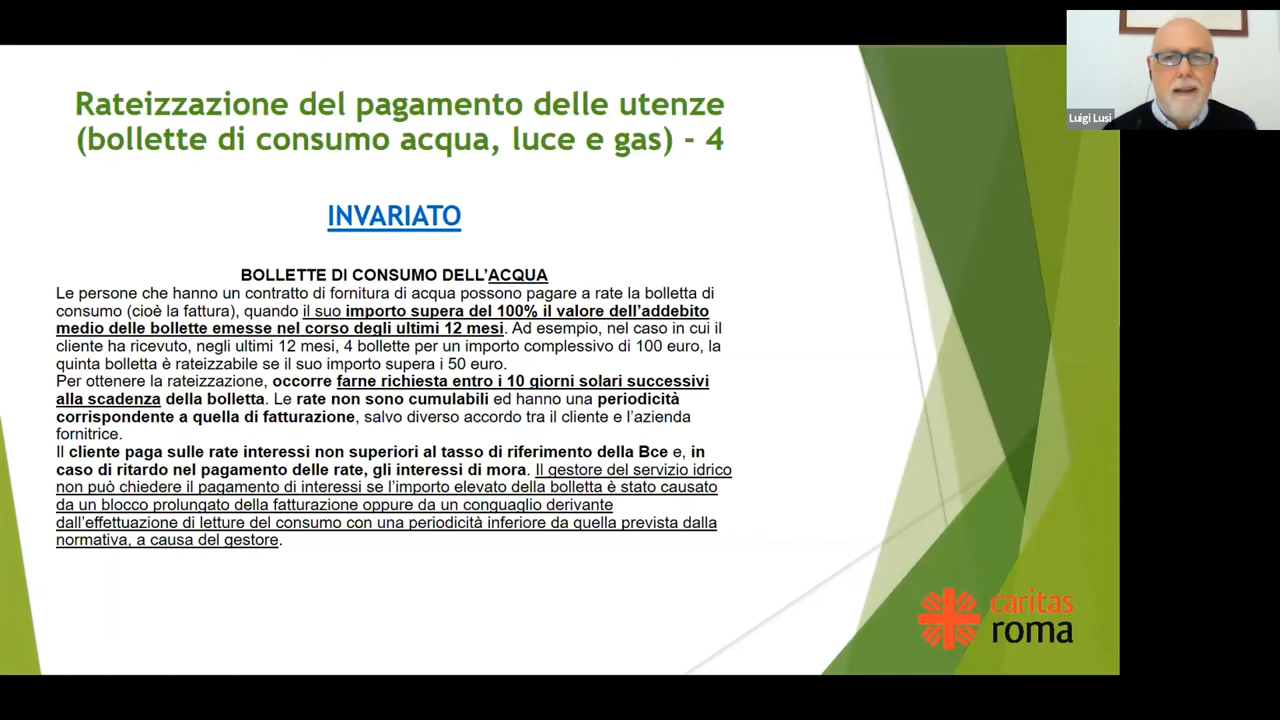 Rateizzazione del pagamento delle utenze
(bollette di consumo acqua, luce e gas) - 4
INVARIATO
BOLLETTE DI CONSUMO DELL'ACQUA
Le persone che hanno un contratto di fornitura di acqua possono pagare a rate la bolletta di
consumo (cioè la fattura), quando il suo importo supera del 100% il valore dell'addebito
medio delle bollette emesse nel corso degli ultimi 12 mesi. Ad esempio, nel caso in cui il
cliente ha ricevuto, negli ultimi 12 mesi, 4 bollette per un importo complessivo di 100 euro, la
quinta bolletta è rateizzabile se il suo importo supera i 50 euro.
Per ottenere la rateizzazione, occorre farne richiesta entro i 10 giorni solari successivi
alla scadenza della bolletta. Le rate non sono cumulabili ed hanno una periodicità
corrispondente a quella di fatturazione, salvo diverso accordo tra il cliente e l'azienda
fornitrice.
Il cliente paga sulle rate interessi non superiori al tasso di riferimento della Bce e, in
caso di ritardo nel pagamento delle rate, gli interessi di mora. Il gestore del servizio idrico
non può chiedere il pagamento di interessi se l'importo elevato della bolletta è stato causato
da un blocco prolungato della fatturazione oppure da un conguaglio derivante
dall'effettuazione di letture del consumo con una periodicità inferiore da quella prevista dalla
normativa, a causa del gestore.
caritas
roma
Luigi Lusi